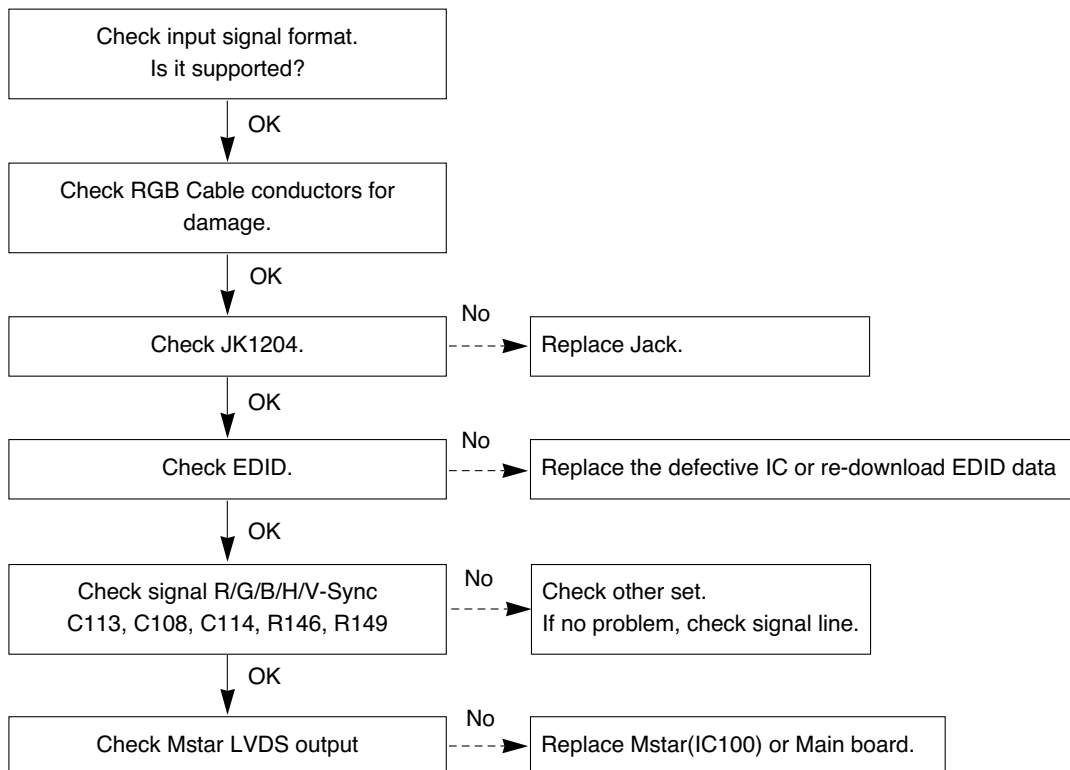 Check input signal format.
Is it supported?
OK
Check RGB Cable conductors for
damage.
OK
Check JK1204.
No
Replace Jack.
OK
Check EDID.
No
Replace the defective IC or re-download EDID data
OK
Check signal R/G/B/H/V-Sync
C113, C108, C114, R146, R149
No
Check other set.
If no problem, check signal line.
OK
Check Mstar LVDS output
No
Replace Mstar(IC100) or Main board.